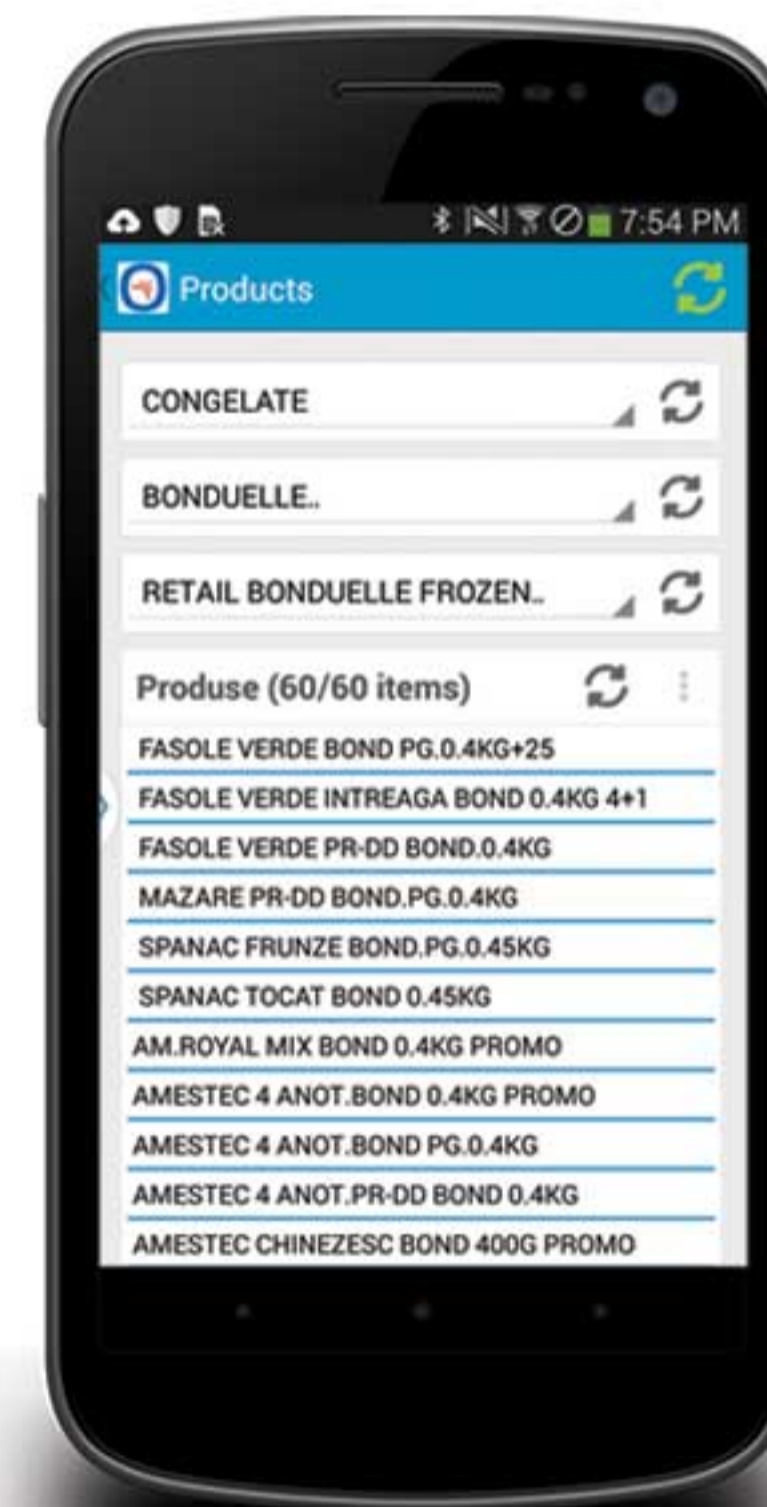 7:54 PM
Products
CONGELATE
BONDUELLE..
RETAIL BONDUELLE FROZEN..
Produse (60/60 items)
FASOLE VERDE BOND PG.0.4KG+25
FASOLE VERDE INTREAGA BOND 0.4KG 4+1
FASOLE VERDE PR-DD BOND.0.4KG
MAZARE PR-DD BOND.PG.0.4KG
SPANAC FRUNZE BOND.PG.0.45KG
SPANAC TOCAT BOND 0.45KG
AM.ROYAL MIX BOND 0.4KG PROMO
AMESTEC 4 ANOT.BOND 0.4KG PROMO
AMESTEC 4 ANOT.BOND PG.0.4KG
AMESTEC 4 ANOT.PR-DD BOND 0.4KG
AMESTEC CHINEZESC BOND 400G PROMO